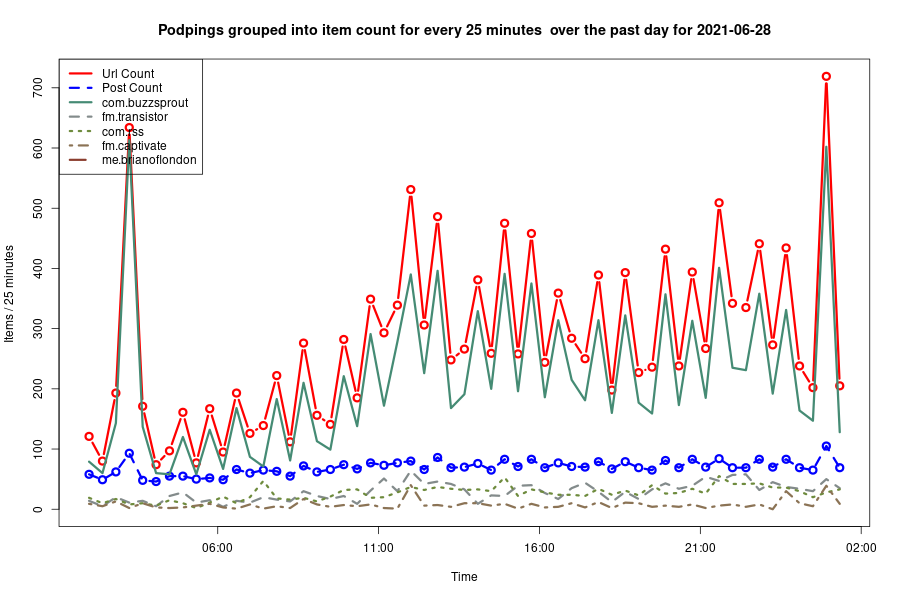 Podpings grouped into item count for every 25 minutes  over the past day for 2021-06-28
Url Count
Post Count
com.buzzsprout
fm.transistor
com.rss
fm.captivate
me.brianoflondon
Items / 25 minutes
700
600
500
400
300
200
100
0
06:00
11:00
16:00
21:00
02:00
Time